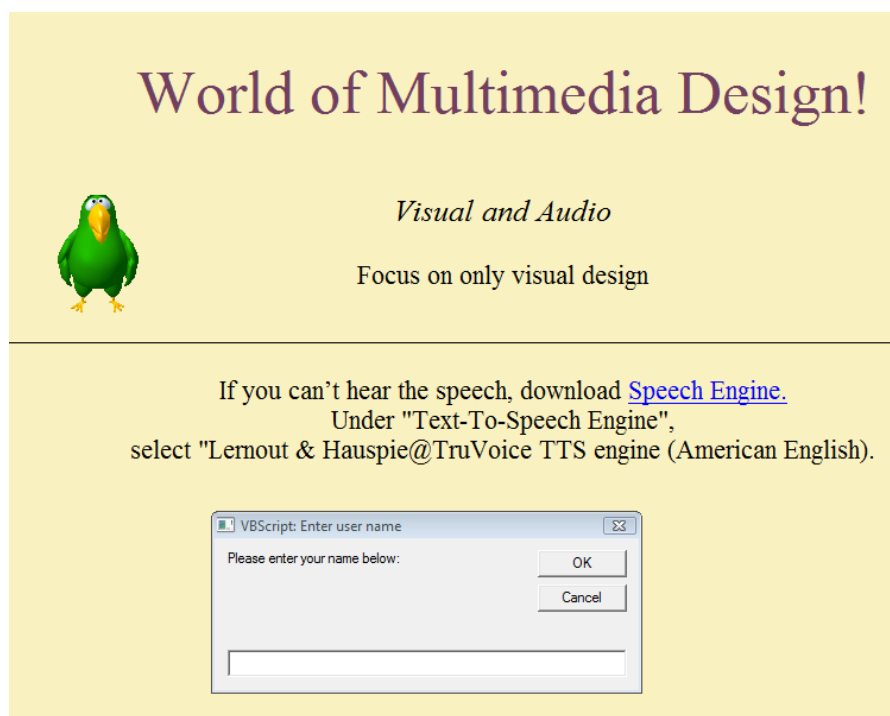 World of Multimedia Design!
Visual and Audio
Focus on only visual design
If you can’t hear the speech, download Speech Engine.
Under "Text-To-Speech Engine",
select "Lernout & Hauspie@TruVoice TTS engine (American English).
VBScript: Enter user name
Please enter your name below:
OK
Cancel